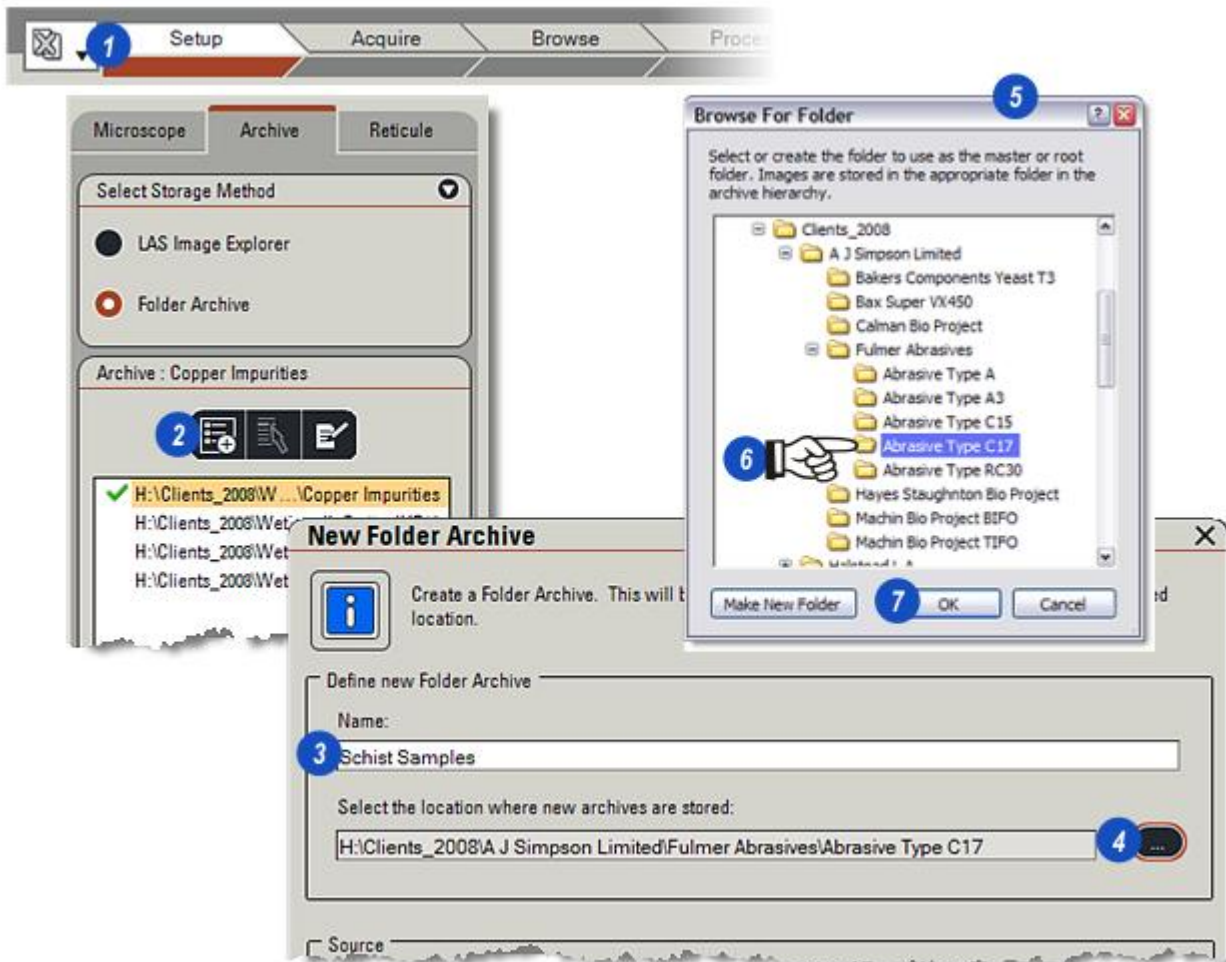 1 Setup Acquire Browse Proce
Microscope Archive Reticule
Select Storage Method
LAS Image Explorer
Folder Archive
Archive : Copper Impurities
2
H:\Clients_2008\W ...\Copper Impurities
H:\Clients_2008\Wet
H:\Clients_2008\Wet
H:\Clients_2008\Wet
5
Browse For Folder
Select or create the folder to use as the master or root
folder. Images are stored in the appropriate folder in the
archive hierarchy.
Clients_2008
A J Simpson Limited
Bakers Components Yeast T3
Bax Super VX450
Calman Bio Project
Fulmer Abrasives
Abrasive Type A
Abrasive Type A3
Abrasive Type C15
6 Abrasive Type C17
Abrasive Type RC30
Hayes Staughnton Bio Project
Machin Bio Project BIFO
Machin Bio Project TIFO
Make New Folder 7 OK Cancel
New Folder Archive
Create a Folder Archive. This will b ed
location.
Define new Folder Archive
Name:
3 Schist Samples
Select the location where new archives are stored:
H:\Clients_2008\A J Simpson Limited\Fulmer Abrasives\Abrasive Type C17 4 ...
Source